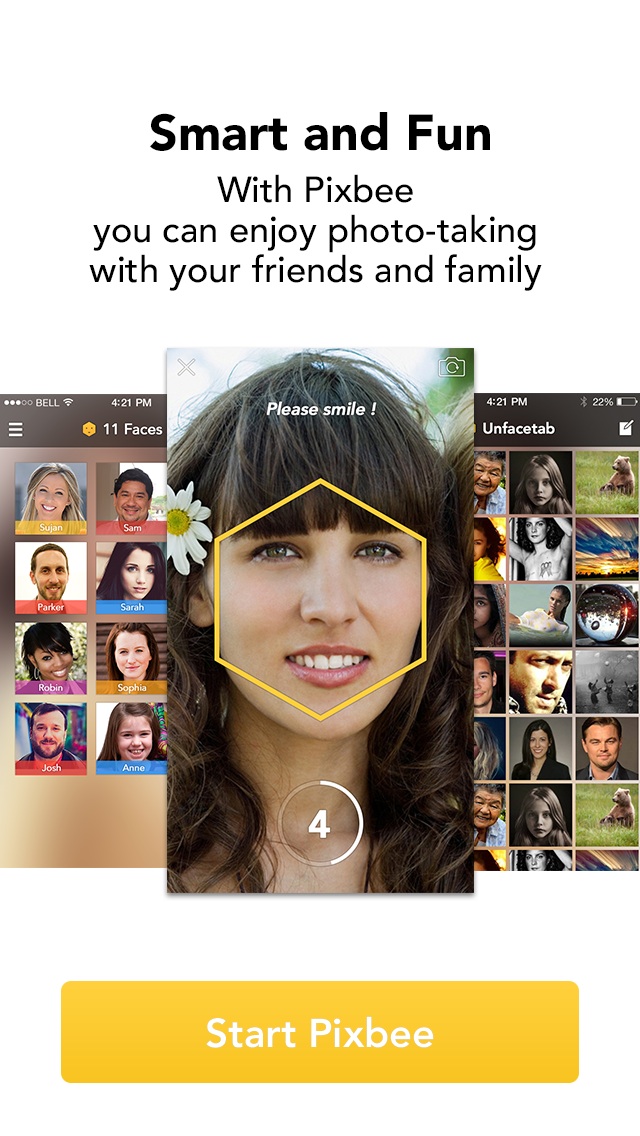 Smart and Fun
With Pixbee
you can enjoy photo-taking
with your friends and family
BELL 4:21 PM
11 Faces
Sujan Sam
Parker Sarah
Robin Sophia
Josh Anne
Please smile !
4
4:21 PM 22%
Unfacetab
Start Pixbee